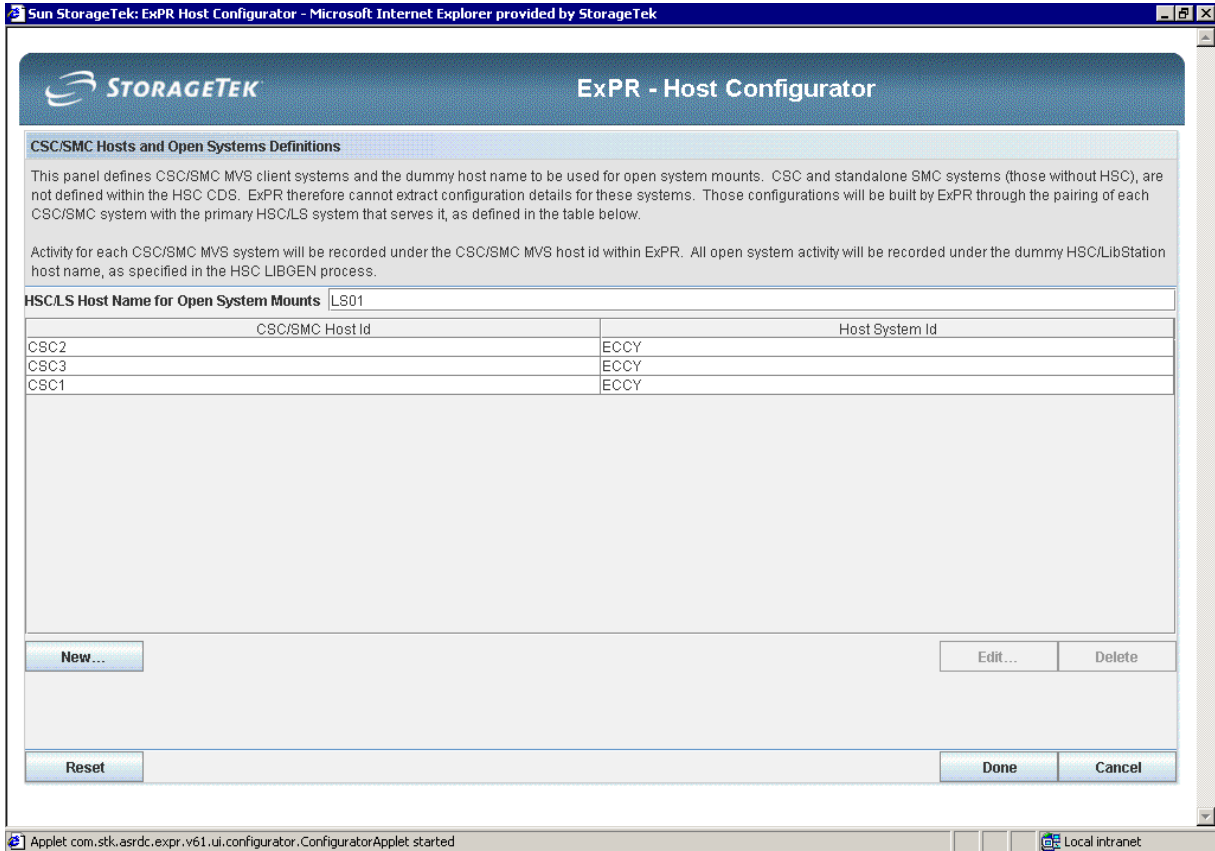 Sun StorageTek: ExPR Host Configurator - Microsoft Internet Explorer provided by StorageTek
STORAGETEK
ExPR - Host Configurator
CSC/SMC Hosts and Open Systems Definitions
This panel defines CSC/SMC MVS client systems and the dummy host name to be used for open system mounts. CSC and standalone SMC systems (those without HSC), are
not defined within the HSC CDS. ExPR therefore cannot extract configuration details for these systems. Those configurations will be built by ExPR through the pairing of each
CSC/SMC system with the primary HSC/LS system that serves it, as defined in the table below.
Activity for each CSC/SMC MVS system will be recorded under the CSC/SMC MVS host id within ExPR. All open system activity will be recorded under the dummy HSC/LibStation
host name, as specified in the HSC LIBGEN process.
HSC/LS Host Name for Open System Mounts LS01
CSC/SMC Host Id Host System Id
CSC2 ECCY
CSC3 ECCY
CSC1 ECCY
New... Edit... Delete
Reset Done Cancel
Applet com.stk.asrdc.expr.v61.ui.configurator.ConfiguratorApplet started Local intranet